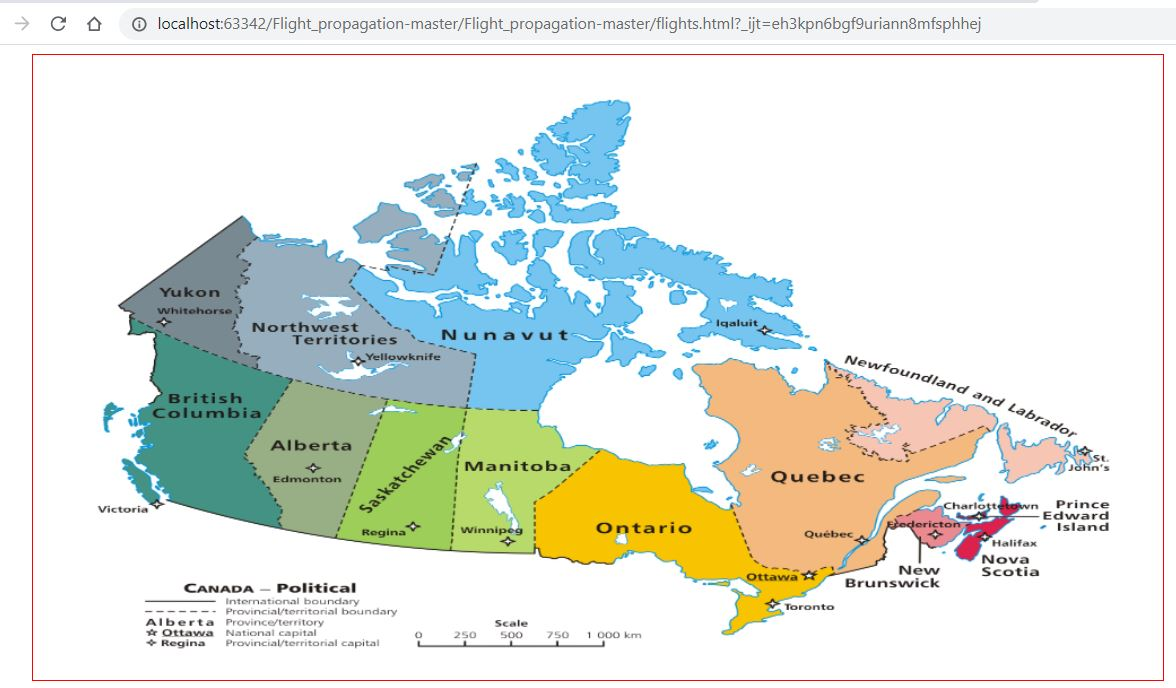 localhost:63342/Flight_propagation-master/Flight_propagation-master/flights.html?_ijt=eh3kpn6bgf9uriann8mfsphhej
Yukon
Whitehorse
Northwest
Territories
Yellowknife
Nunavut
Iqaluit
Newfoundland and Labrador
British
Columbia
Alberta
Edmonton
Saskatchewan
Manitoba
Quebec
St.
John's
Victoria
Regina
Winnipeg
Ontario
Québec
Charlottetown
Prince
Edward
Island
Fredericton
Halifax
Nova
Scotia
New
Brunswick
Ottawa
Toronto
CANADA – Political
International boundary
Provincial/territorial boundary
Alberta Province/territory
Ottawa National capital
Regina Provincial/territorial capital
Scale
0 250 500 750 1 000 km